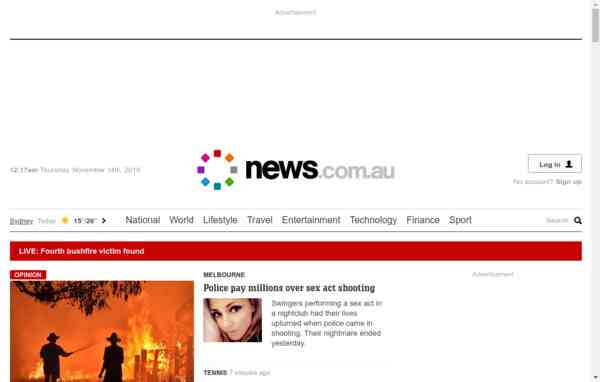 Advertisement
12:17am Thursday, November 14th, 2019
news.com.au
Log in
No account? Sign up
Sydney Today 15°/26°
National World Lifestyle Travel Entertainment Technology Finance Sport
Search
LIVE: Fourth bushfire victim found
OPINION
MELBOURNE
Police pay millions over sex act shooting
Swingers performing a sex act in
a nightclub had their lives
upturned when police came in
shooting. Their nightmare ended
yesterday.
TENNIS 7 minutes ago
Advertisement